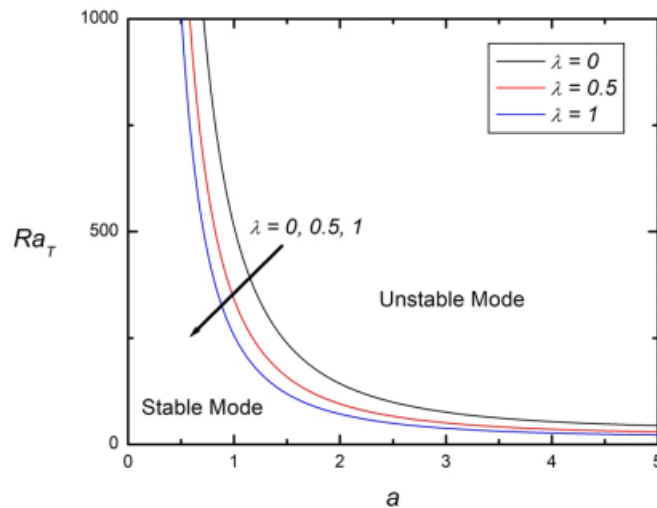 1000
λ = 0
λ = 0.5
λ = 1
λ = 0, 0.5, 1
Ra_T
500
Unstable Mode
Stable Mode
0
0 1 2 3 4 5
a